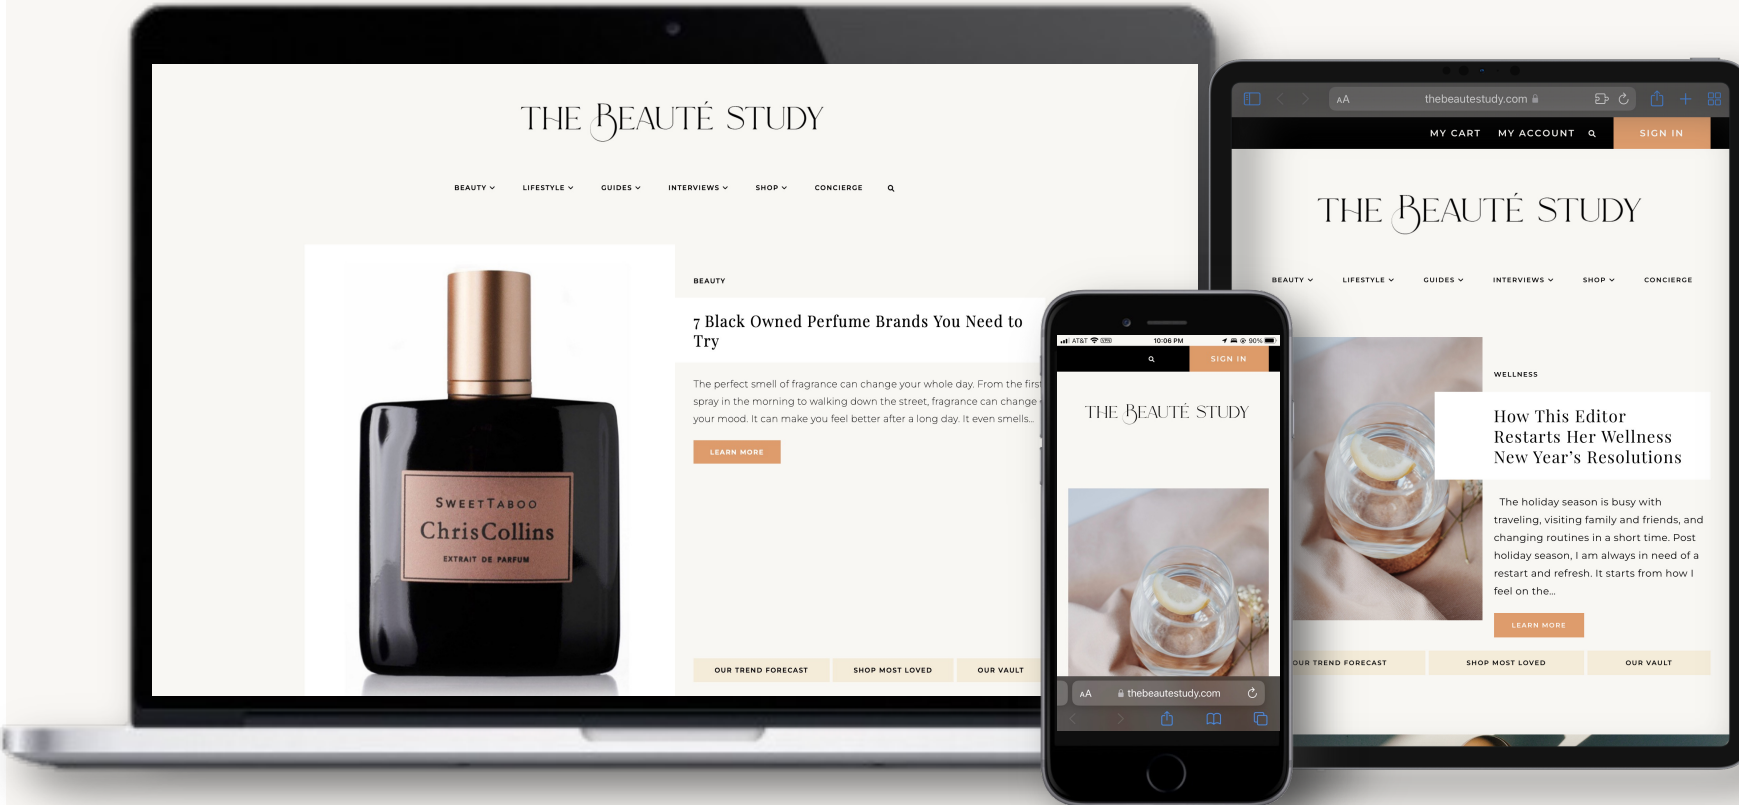 THE BEAUTÉ STUDY
BEAUTY LIFESTYLE GUIDES INTERVIEWS SHOP CONCIERGE
BEAUTY
7 Black Owned Perfume Brands You Need to
Try
The perfect smell of fragrance can change your whole day. From the first
spray in the morning to walking down the street, fragrance can change
your mood. It can make you feel better after a long day. It even smells...
LEARN MORE
SWEETTABOO
ChrisCollins
EXTRAIT DE PARFUM
OUR TREND FORECAST SHOP MOST LOVED OUR VAULT
AT&T VPN 10:06 PM 90%
SIGN IN
THE BEAUTÉ STUDY
AA thebeautestudy.com
AA thebeautestudy.com
MY CART MY ACCOUNT SIGN IN
THE BEAUTÉ STUDY
BEAUTY LIFESTYLE GUIDES INTERVIEWS SHOP CONCIERGE
WELLNESS
How This Editor
Restarts Her Wellness
New Year's Resolutions
The holiday season is busy with
traveling, visiting family and friends, and
changing routines in a short time. Post
holiday season, I am always in need of a
restart and refresh. It starts from how I
feel on the...
LEARN MORE
OUR TREND FORECAST SHOP MOST LOVED OUR VAULT